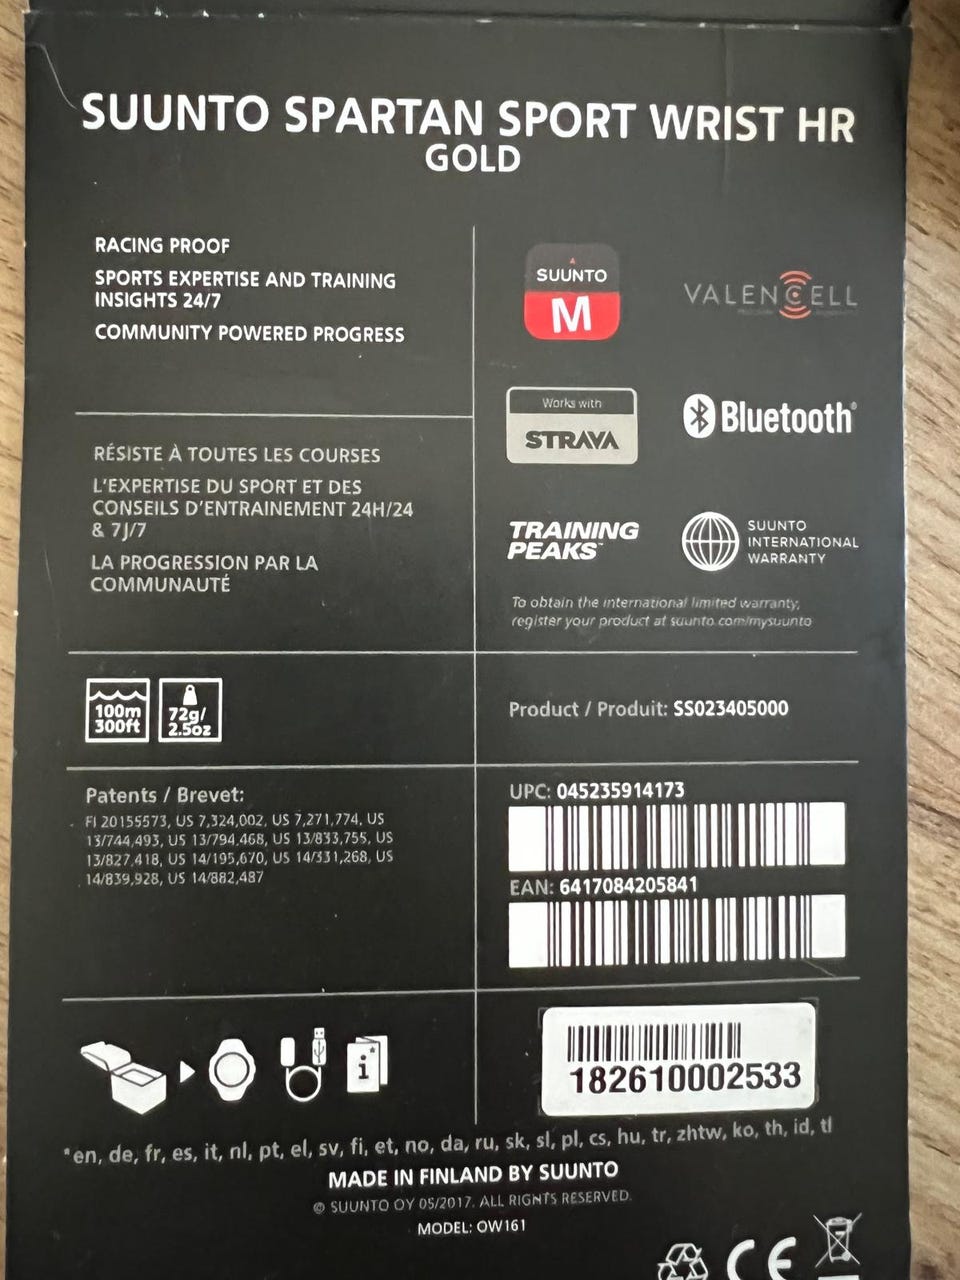 SUUNTO SPARTAN SPORT WRIST HR
GOLD
RACING PROOF
SPORTS EXPERTISE AND TRAINING
INSIGHTS 24/7
COMMUNITY POWERED PROGRESS
RÉSISTE À TOUTES LES COURSES
L'EXPERTISE DU SPORT ET DES
CONSEILS D'ENTRAINEMENT 24H/24
& 7J/7
LA PROGRESSION PAR LA
COMMUNAUTÉ
SUUNTO
M
VALENCELL
Works with
STRAVA
Bluetooth®
TRAINING
PEAKS™
SUUNTO
INTERNATIONAL
WARRANTY
To obtain the international limited warranty,
register your product at suunto.com/mysuunto
100m
300ft
72g/
2.5oz
Product / Produit: SS023405000
Patents / Brevet:
FI 20155573, US 7,324,002, US 7,271,774, US
13/744,493, US 13/794,468, US 13/833,755, US
13/827,418, US 14/195,670, US 14/331,268, US
14/839,928, US 14/882,487
UPC: 045235914173
EAN: 6417084205841
i*
182610002533
*en, de, fr, es, it, nl, pt, el, sv, fi, et, no, da, ru, sk, sl, pl, cs, hu, tr, zhtw, ko, th, id, tl
MADE IN FINLAND BY SUUNTO
© SUUNTO OY 05/2017. ALL RIGHTS RESERVED.
MODEL: OW161
CE